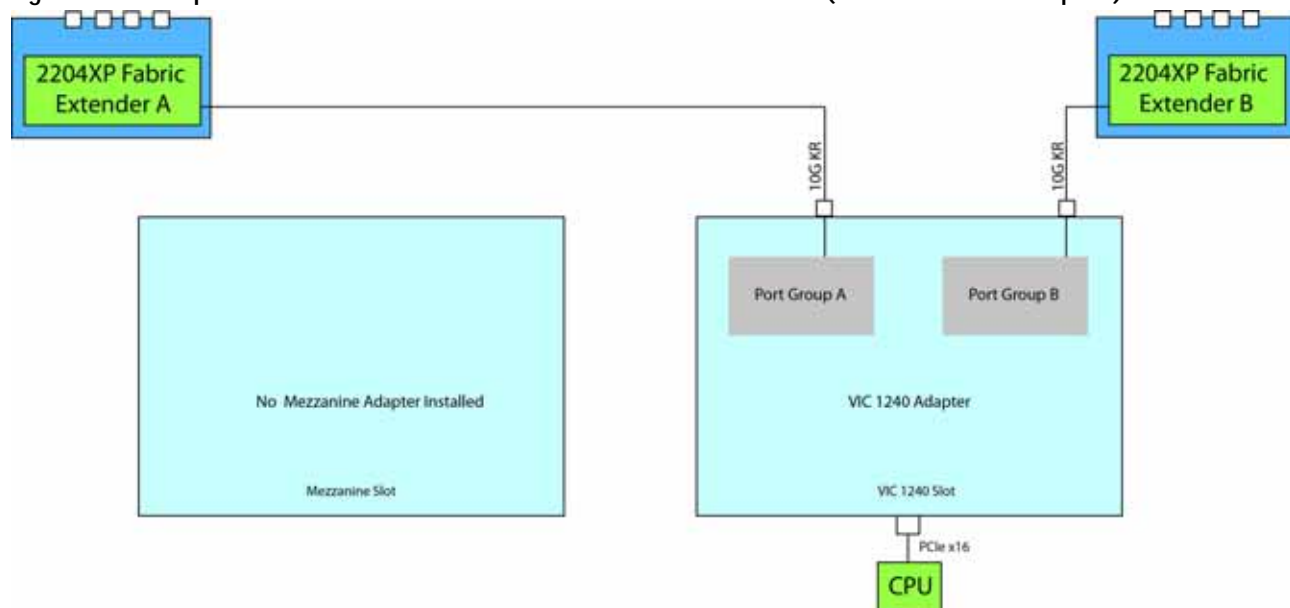 2204XP Fabric
Extender A
2204XP Fabric
Extender B
10G KR
10G KR
Port Group A
Port Group B
No Mezzanine Adapter Installed
VIC 1240 Adapter
Mezzanine Slot
VIC 1240 Slot
PCIe x16
CPU